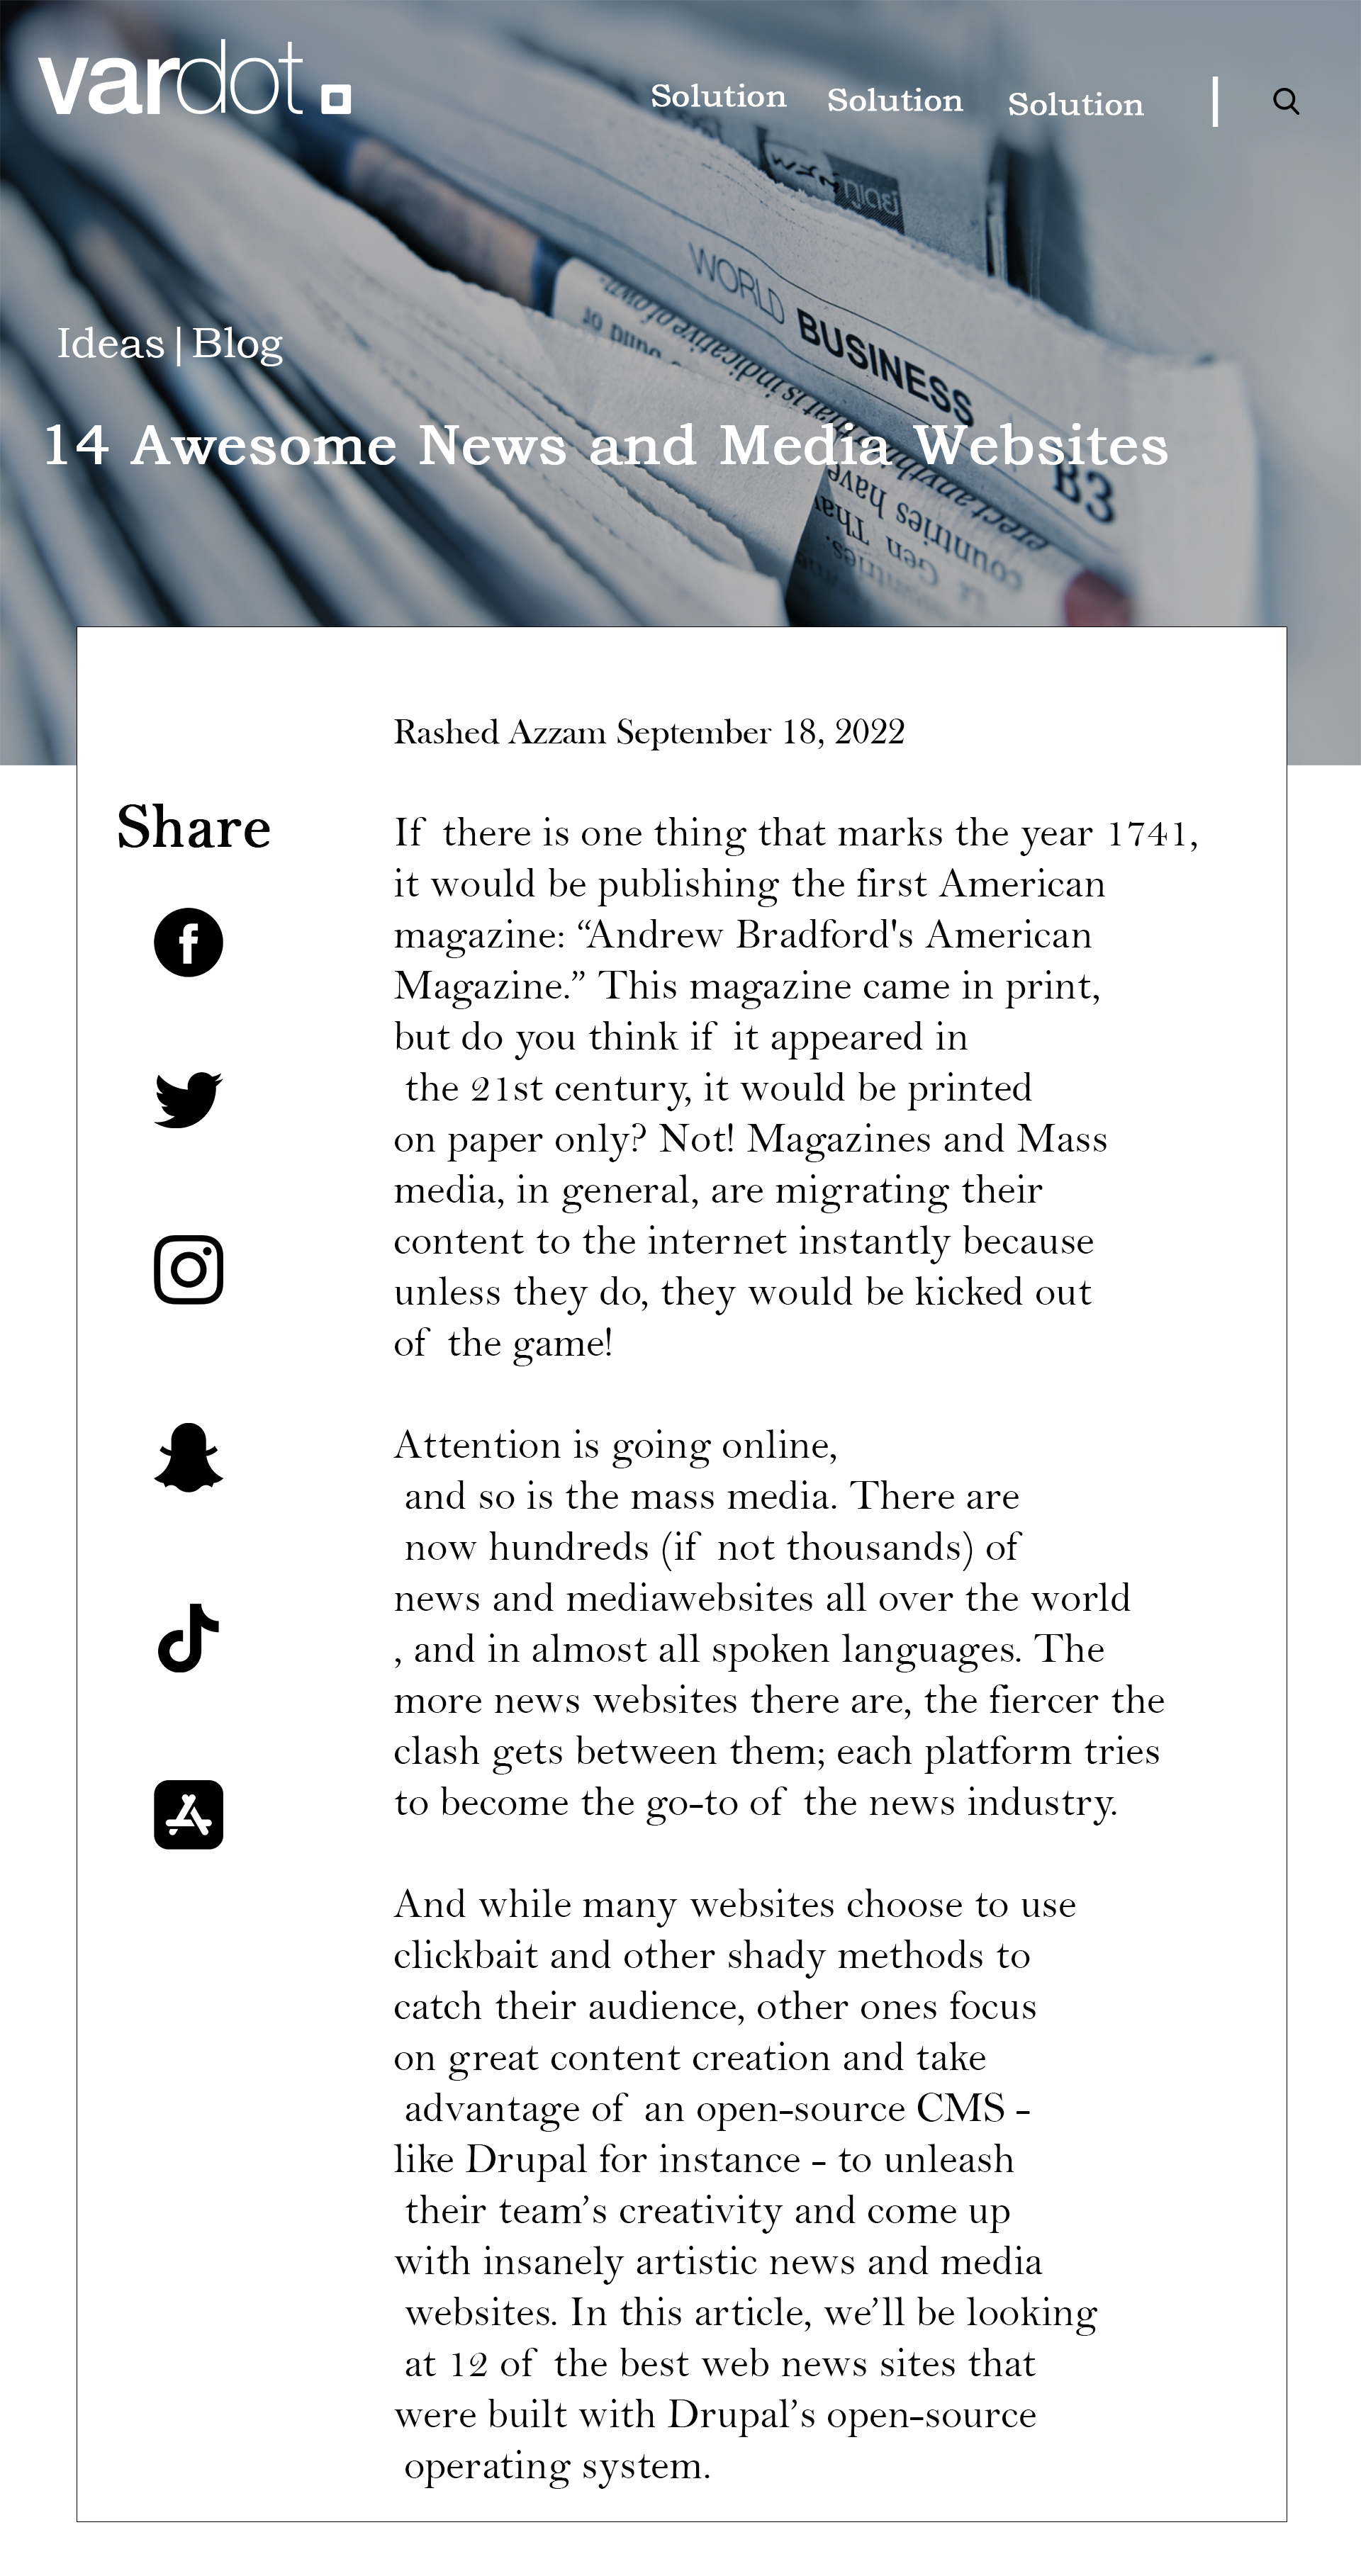 vardot
Solution Solution Solution
WORLD BUSINESS
B3
Ideas | Blog
14 Awesome News and Media Websites
Rashed Azzam September 18, 2022
Share
If there is one thing that marks the year 1741,
it would be publishing the first American
magazine: “Andrew Bradford's American
Magazine.” This magazine came in print,
but do you think if it appeared in
the 21st century, it would be printed
on paper only? Not! Magazines and Mass
media, in general, are migrating their
content to the internet instantly because
unless they do, they would be kicked out
of the game!
Attention is going online,
and so is the mass media. There are
now hundreds (if not thousands) of
news and mediawebsites all over the world
, and in almost all spoken languages. The
more news websites there are, the fiercer the
clash gets between them; each platform tries
to become the go-to of the news industry.
And while many websites choose to use
clickbait and other shady methods to
catch their audience, other ones focus
on great content creation and take
advantage of an open-source CMS -
like Drupal for instance - to unleash
their team’s creativity and come up
with insanely artistic news and media
websites. In this article, we’ll be looking
at 12 of the best web news sites that
were built with Drupal’s open-source
operating system.